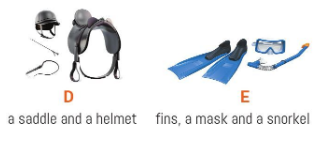 D
a saddle and a helmet
E
fins, a mask and a snorkel